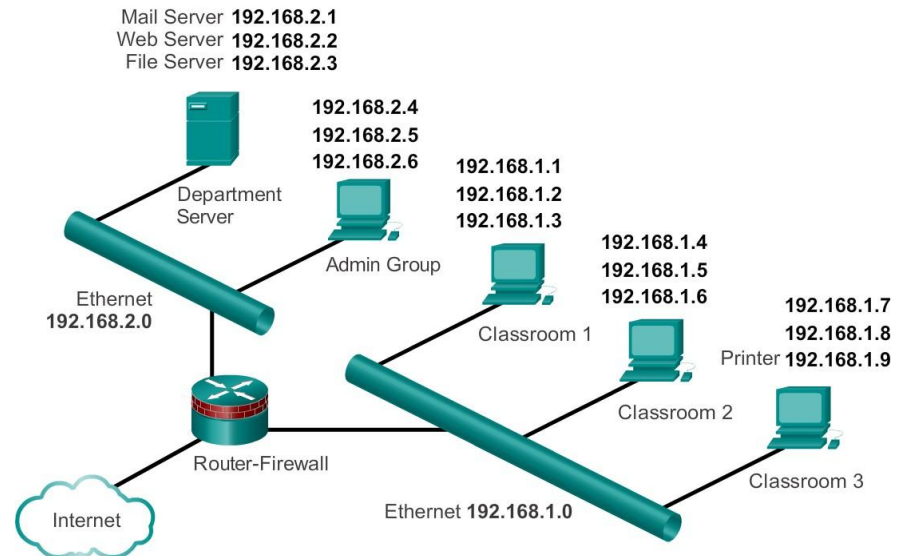 Mail Server 192.168.2.1
Web Server 192.168.2.2
File Server 192.168.2.3
192.168.2.4
192.168.2.5
192.168.2.6
Department
Server
Admin Group
192.168.1.1
192.168.1.2
192.168.1.3
Classroom 1
192.168.1.4
192.168.1.5
192.168.1.6
Classroom 2
192.168.1.7
192.168.1.8
Printer 192.168.1.9
Classroom 3
Ethernet
192.168.2.0
Router-Firewall
Internet
Ethernet 192.168.1.0